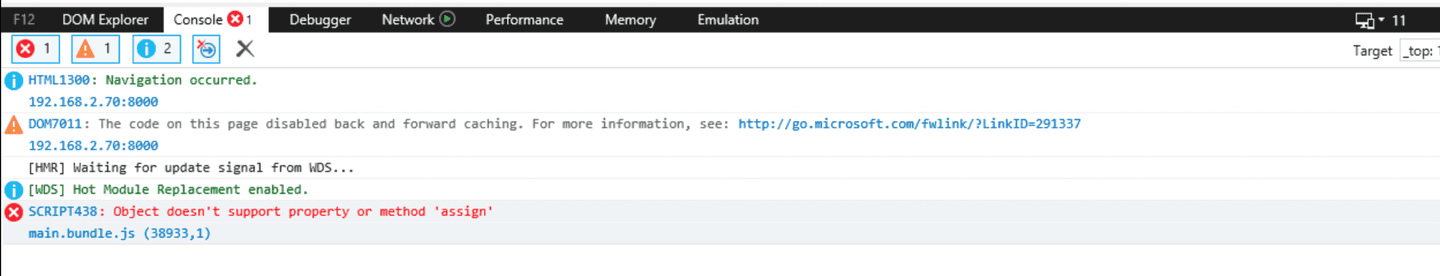 F12 DOM Explorer Console 1 Debugger Network Performance Memory Emulation 11
1 1 2 Target _top:
HTML1300: Navigation occurred.
192.168.2.70:8000
DOM7011: The code on this page disabled back and forward caching. For more information, see: http://go.microsoft.com/fwlink/?LinkID=291337
192.168.2.70:8000
[HMR] Waiting for update signal from WDS...
[WDS] Hot Module Replacement enabled.
SCRIPT438: Object doesn't support property or method 'assign'
main.bundle.js (38933,1)